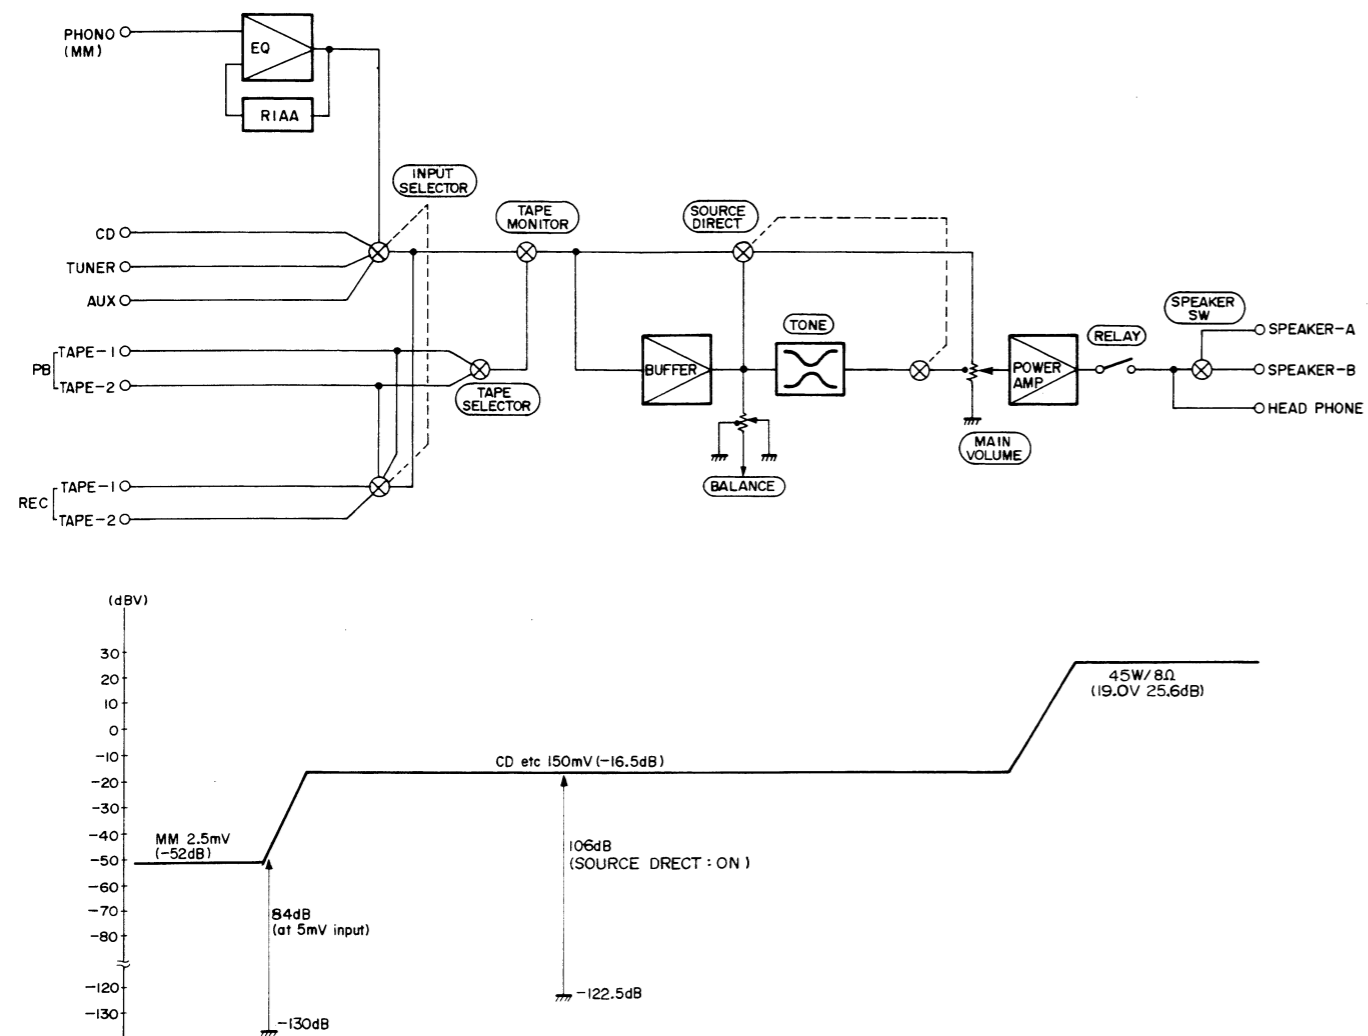 PHONO
(MM)
EQ
RIAA
INPUT
SELECTOR
TAPE
MONITOR
SOURCE
DIRECT
CD
TUNER
AUX
PB
TAPE-1
TAPE-2
TAPE
SELECTOR
BUFFER
TONE
POWER
AMP
RELAY
SPEAKER
SW
SPEAKER-A
SPEAKER-B
HEAD PHONE
MAIN
VOLUME
BALANCE
REC
TAPE-1
TAPE-2
(dBV)
30
20
10
0
-10
-20
-30
-40
-50
-60
-70
-80
-120
-130
MM 2.5mV
(-52dB)
84dB
(at 5mV input)
-130dB
CD etc 150mV (-16.5dB)
106dB
(SOURCE DRECT : ON )
-122.5dB
45W/8Ω
(19.0V 25.6dB)